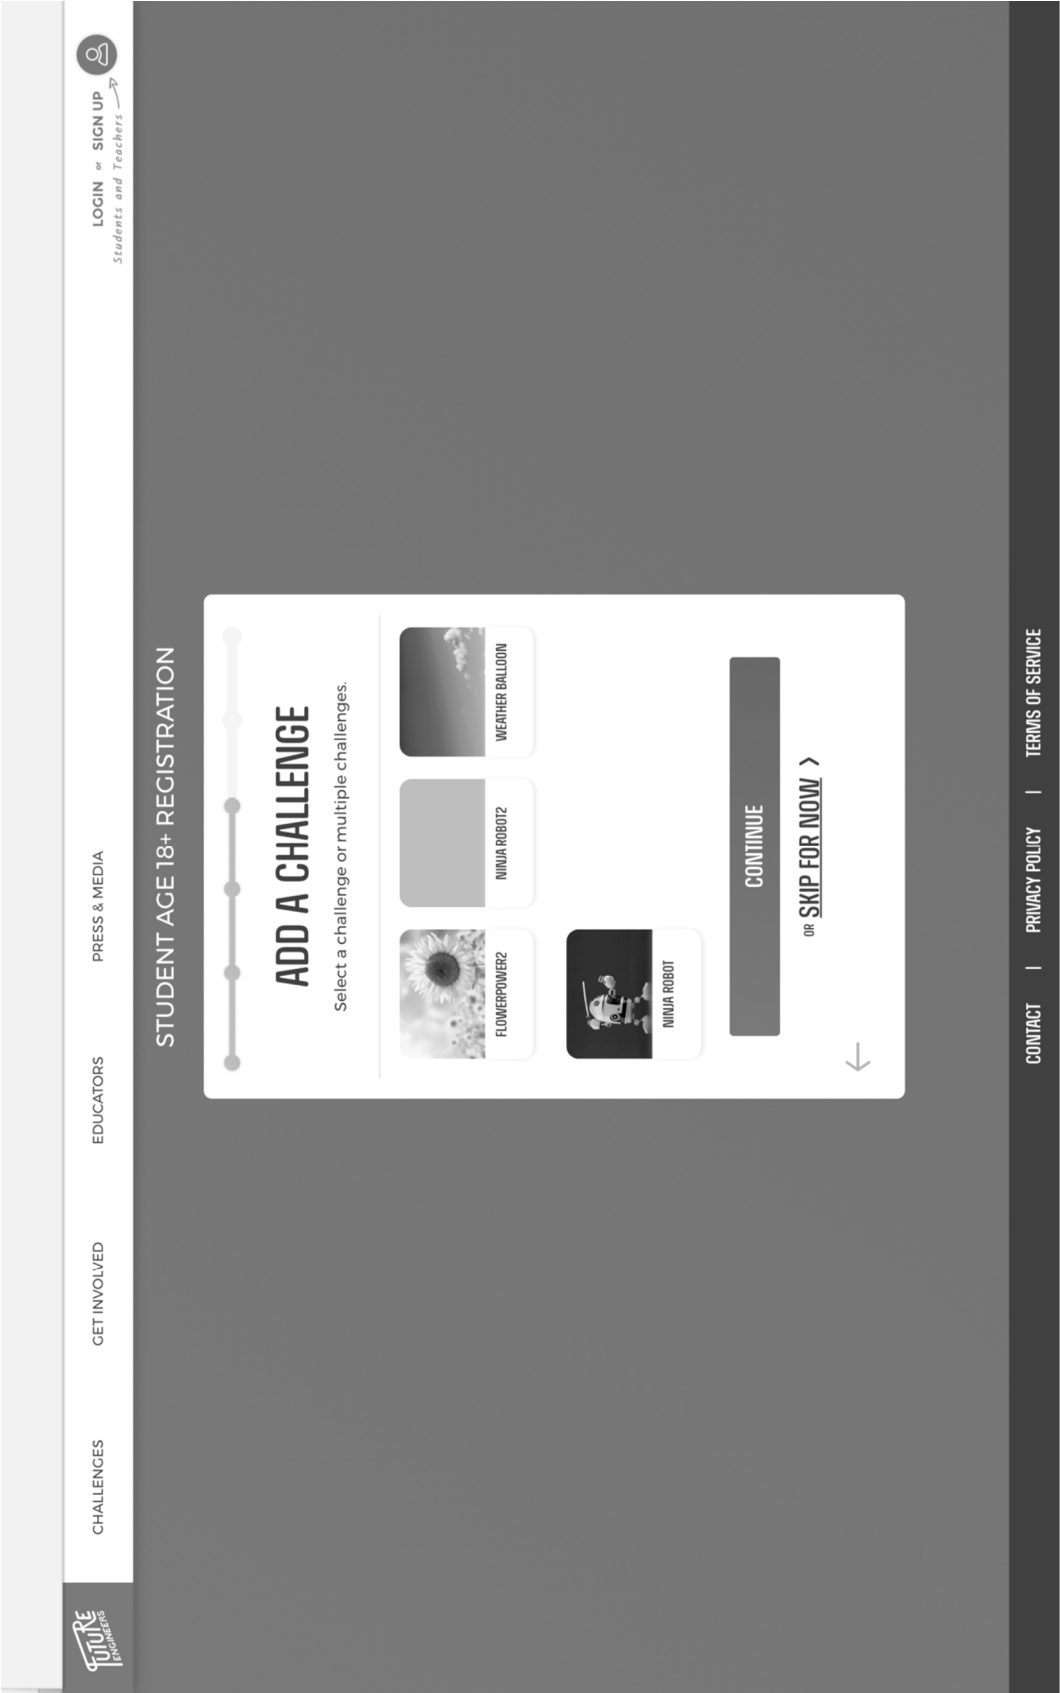 FUTURE
ENGINEERS
CHALLENGES
GET INVOLVED
EDUCATORS
PRESS & MEDIA
LOGIN or SIGN UP
Students and Teachers
STUDENT AGE 18+ REGISTRATION
ADD A CHALLENGE
Select a challenge or multiple challenges.
FLOWERPOWER2
NINJA ROBOT2
WEATHER BALLOON
NINJA ROBOT
CONTINUE
OR SKIP FOR NOW >
CONTACT | PRIVACY POLICY | TERMS OF SERVICE